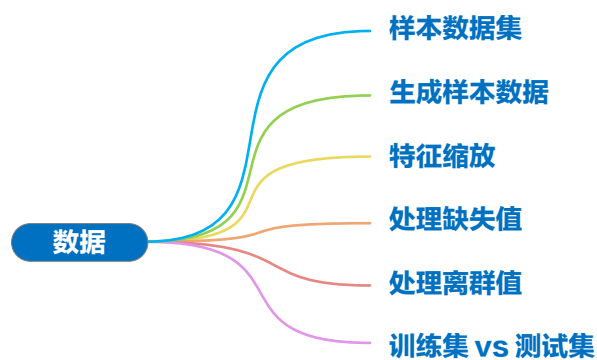 样本数据集
生成样本数据
特征缩放
数据
处理缺失值
处理离群值
训练集 vs 测试集